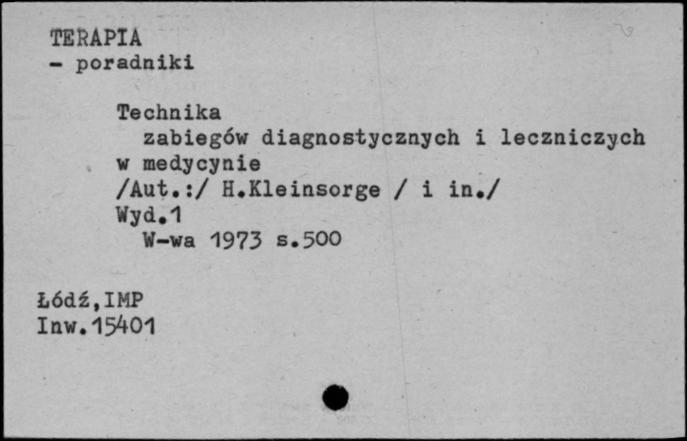 TERAPIA
- poradniki
Technika
zabiegów diagnostycznych i leczniczych
w medycynie
/Aut.:/ H.Kleinsorge / i in./
Wyd.1
W-wa 1973 s.500
Łódź,IMP
Inw.15401